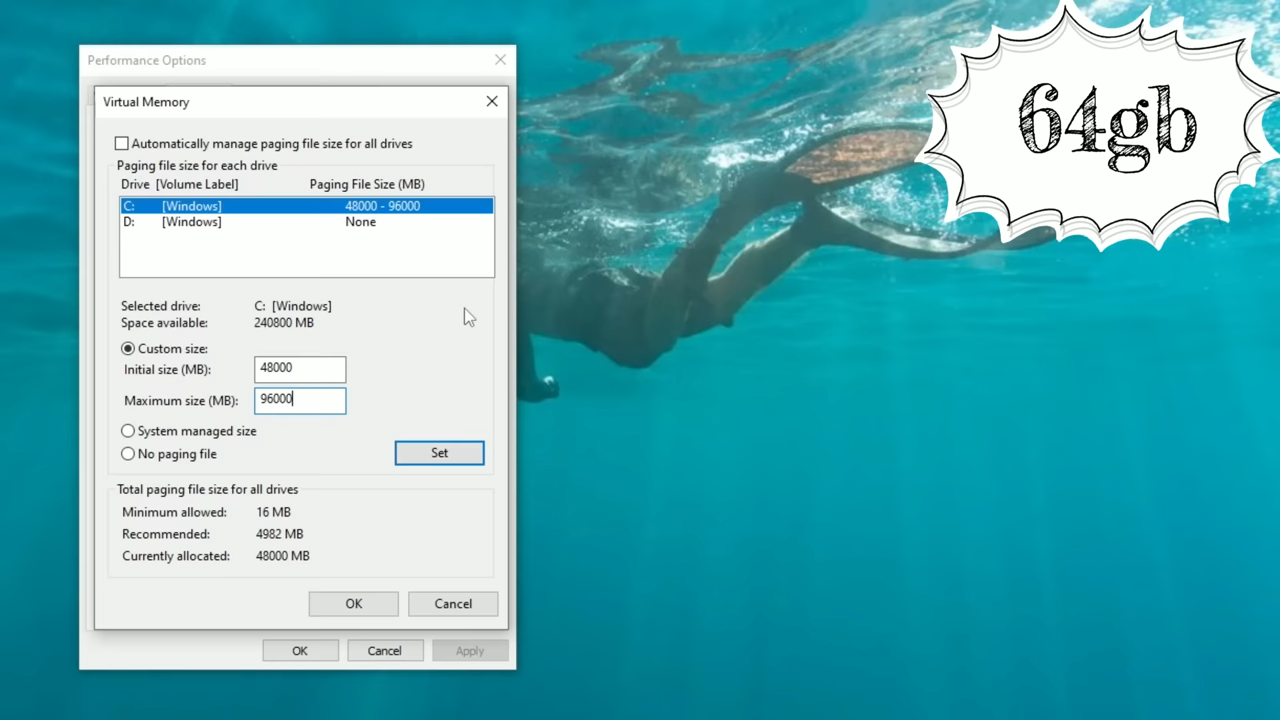 Performance Options
Virtual Memory
Automatically manage paging file size for all drives
Paging file size for each drive
Drive [Volume Label] Paging File Size (MB)
C: [Windows] 48000 - 96000
D: [Windows] None
Selected drive: C: [Windows]
Space available: 240800 MB
Custom size:
Initial size (MB): 48000
Maximum size (MB): 96000
System managed size
No paging file
Set
Total paging file size for all drives
Minimum allowed: 16 MB
Recommended: 4982 MB
Currently allocated: 48000 MB
OK Cancel
OK Cancel Apply
64gb